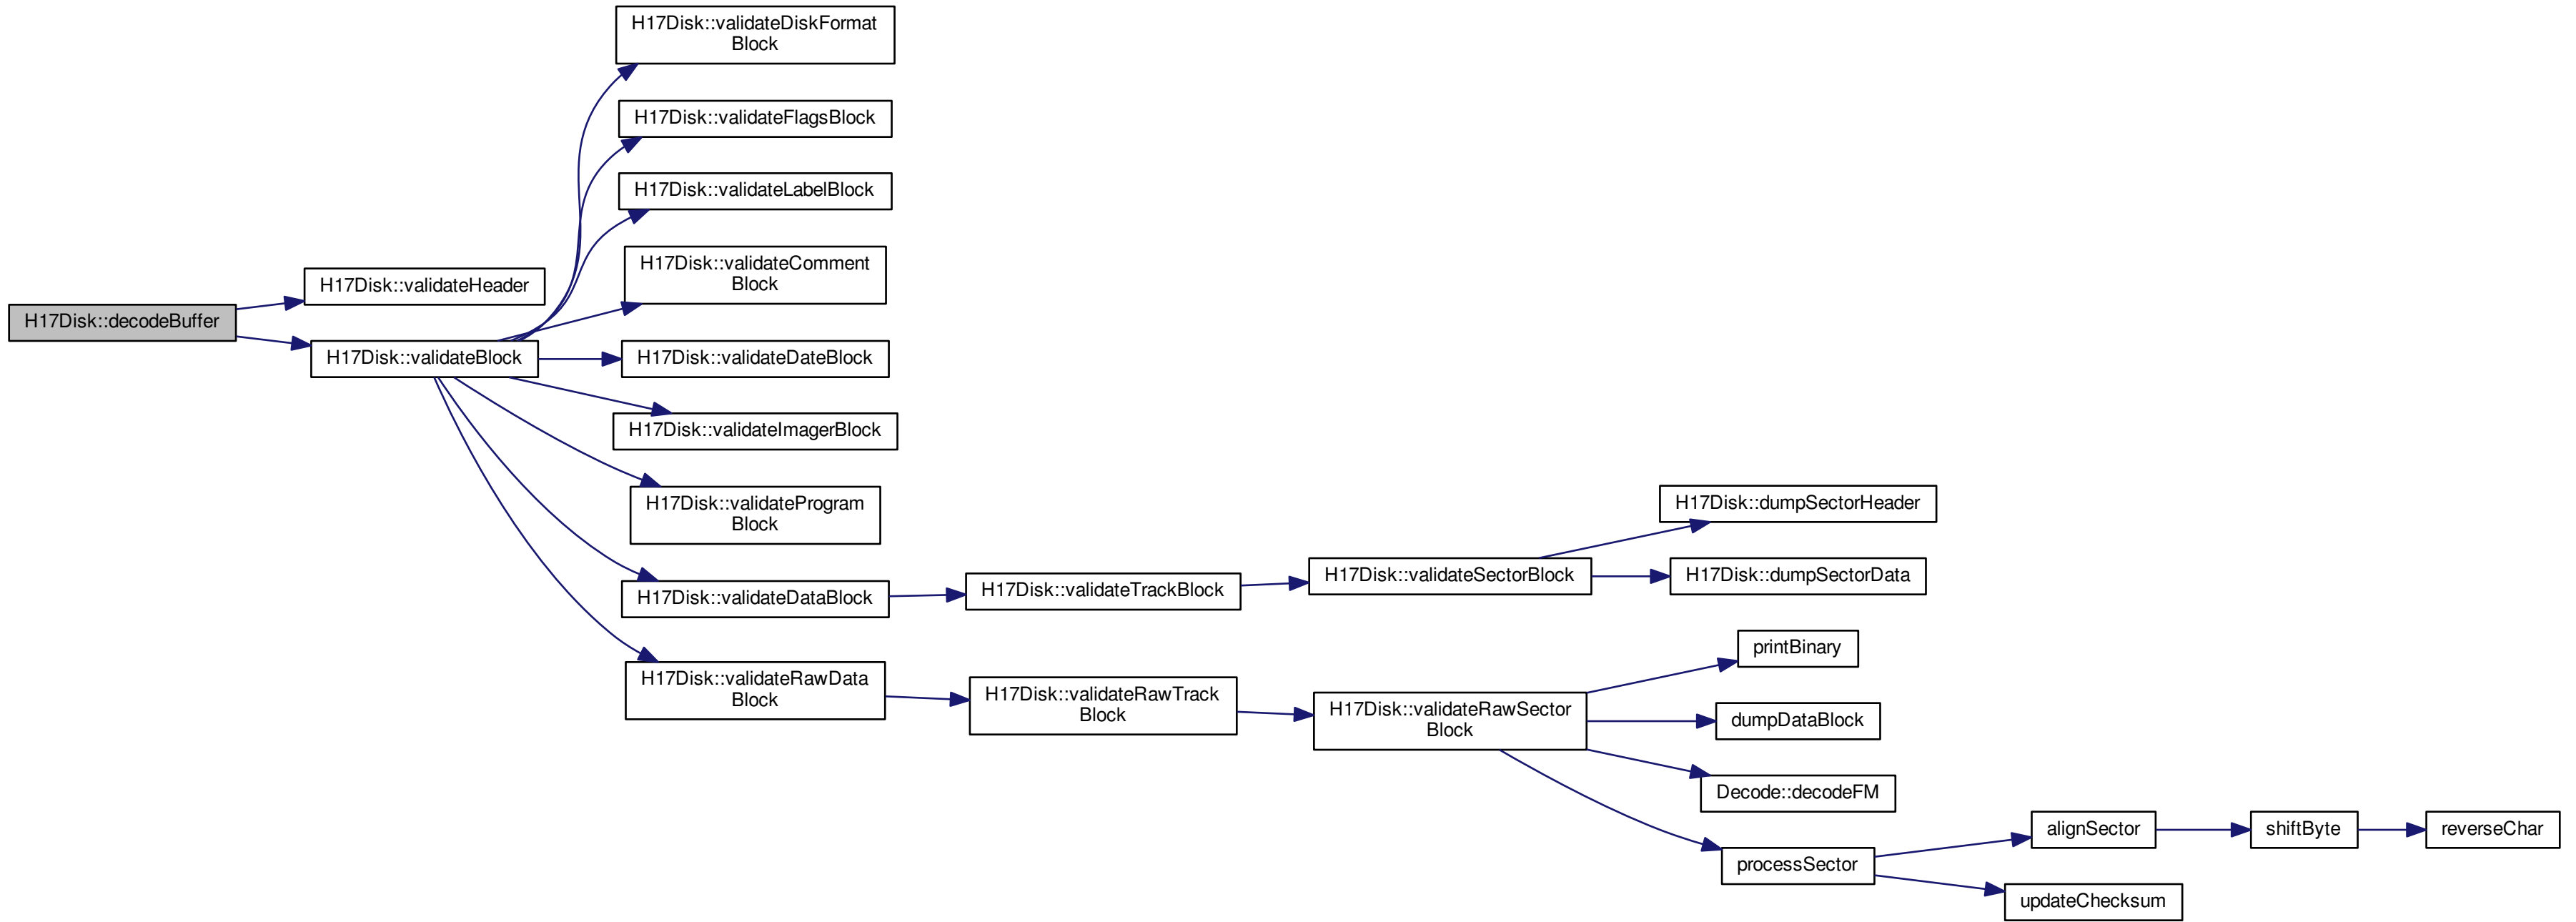 H17Disk::decodeBuffer
H17Disk::validateHeader
H17Disk::validateBlock
H17Disk::validateDiskFormat
Block
H17Disk::validateFlagsBlock
H17Disk::validateLabelBlock
H17Disk::validateComment
Block
H17Disk::validateDateBlock
H17Disk::validateImagerBlock
H17Disk::validateProgram
Block
H17Disk::validateDataBlock
H17Disk::validateTrackBlock
H17Disk::validateSectorBlock
H17Disk::dumpSectorHeader
H17Disk::dumpSectorData
H17Disk::validateRawData
Block
H17Disk::validateRawTrack
Block
H17Disk::validateRawSector
Block
printBinary
dumpDataBlock
Decode::decodeFM
processSector
alignSector
shiftByte
reverseChar
updateChecksum